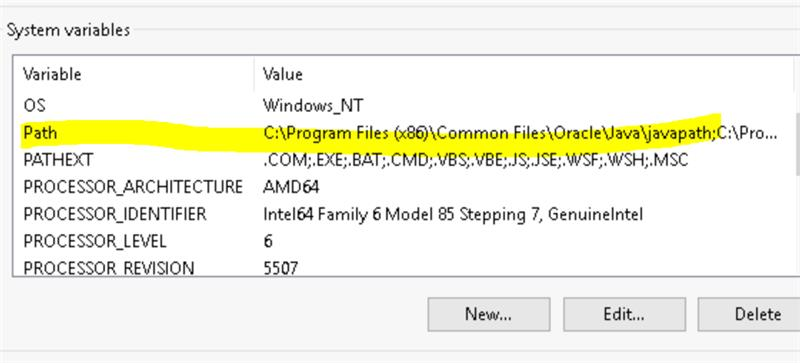 System variables
Variable Value
OS Windows_NT
Path C:\Program Files (x86)\Common Files\Oracle\Java\javapath;C:\Pro...
PATHEXT .COM;.EXE;.BAT;.CMD;.VBS;.VBE;.JS;.JSE;.WSF;.WSH;.MSC
PROCESSOR_ARCHITECTURE AMD64
PROCESSOR_IDENTIFIER Intel64 Family 6 Model 85 Stepping 7, GenuineIntel
PROCESSOR_LEVEL 6
PROCESSOR_REVISION 5507
New... Edit... Delete